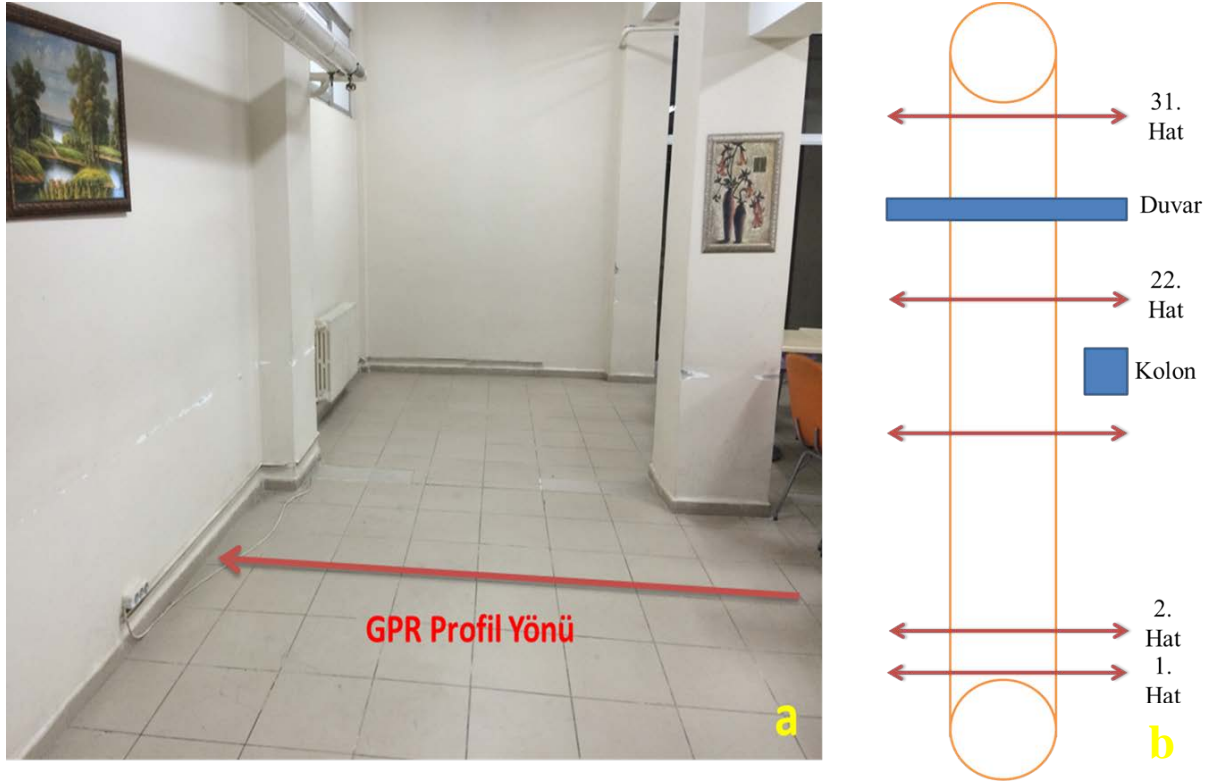 GPR Profil Yönü
a
31.
Hat
Duvar
22.
Hat
Kolon
2.
Hat
1.
Hat
b